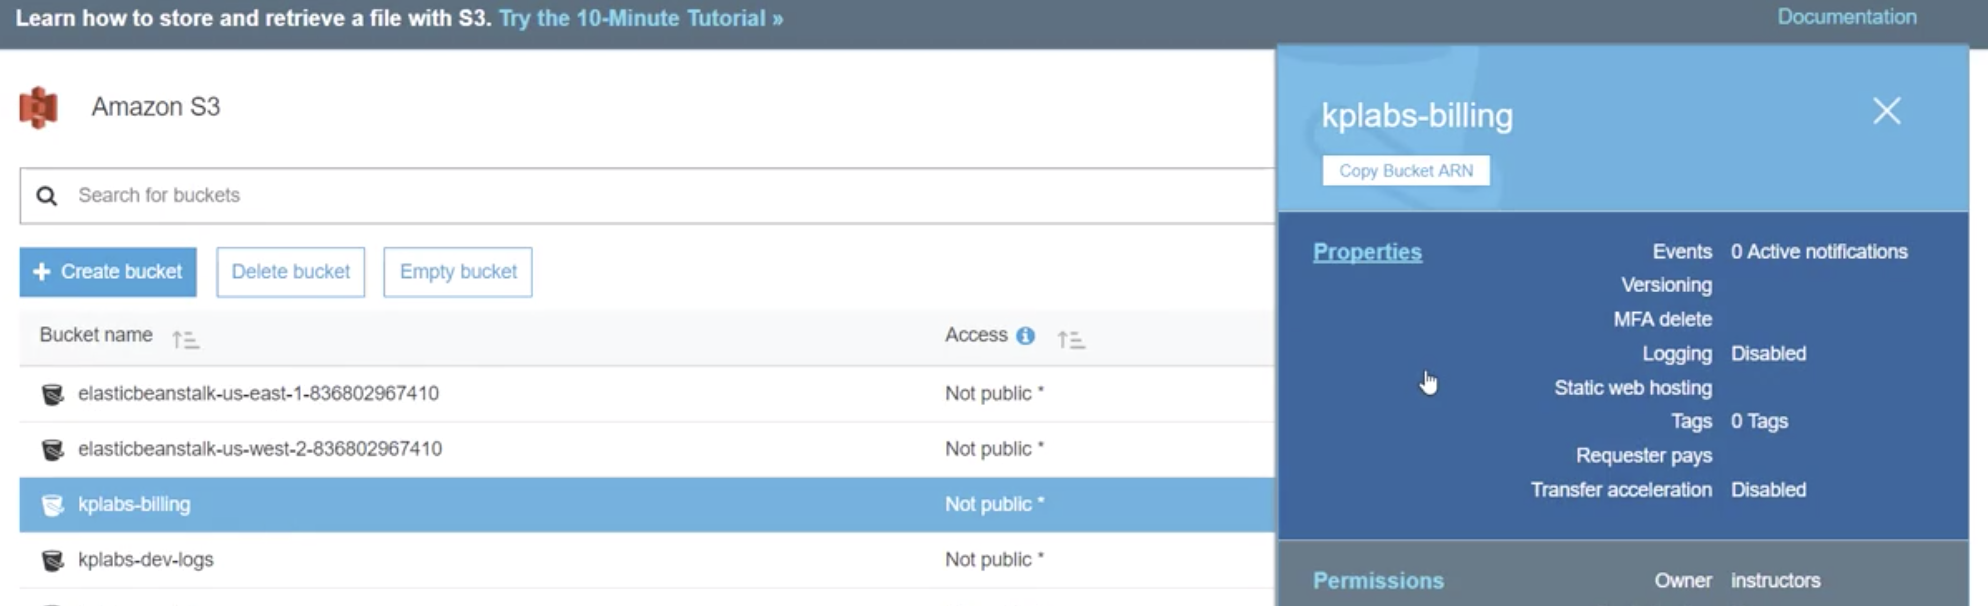 Learn how to store and retrieve a file with S3. Try the 10-Minute Tutorial »
Documentation
Amazon S3
Search for buckets
+ Create bucket
Delete bucket
Empty bucket
Bucket name
Access
elasticbeanstalk-us-east-1-836802967410 Not public *
elasticbeanstalk-us-west-2-836802967410 Not public *
kplabs-billing Not public *
kplabs-dev-logs Not public *
kplabs-billing
Copy Bucket ARN
Properties
Events 0 Active notifications
Versioning
MFA delete
Logging Disabled
Static web hosting
Tags 0 Tags
Requester pays
Transfer acceleration Disabled
Permissions
Owner instructors